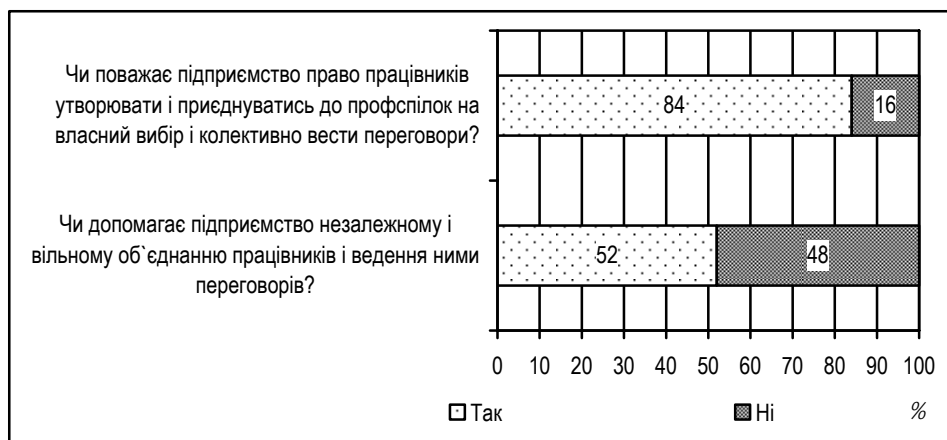 Чи поважає підприємство право працівників
утворювати і приєднуватись до профспілок на
власний вибір і колективно вести переговори?
84
16
Чи допомагає підприємство незалежному і
вільному об`єднанню працівників і ведення ними
переговорів?
52
48
0 10 20 30 40 50 60 70 80 90 100
Так Ні %